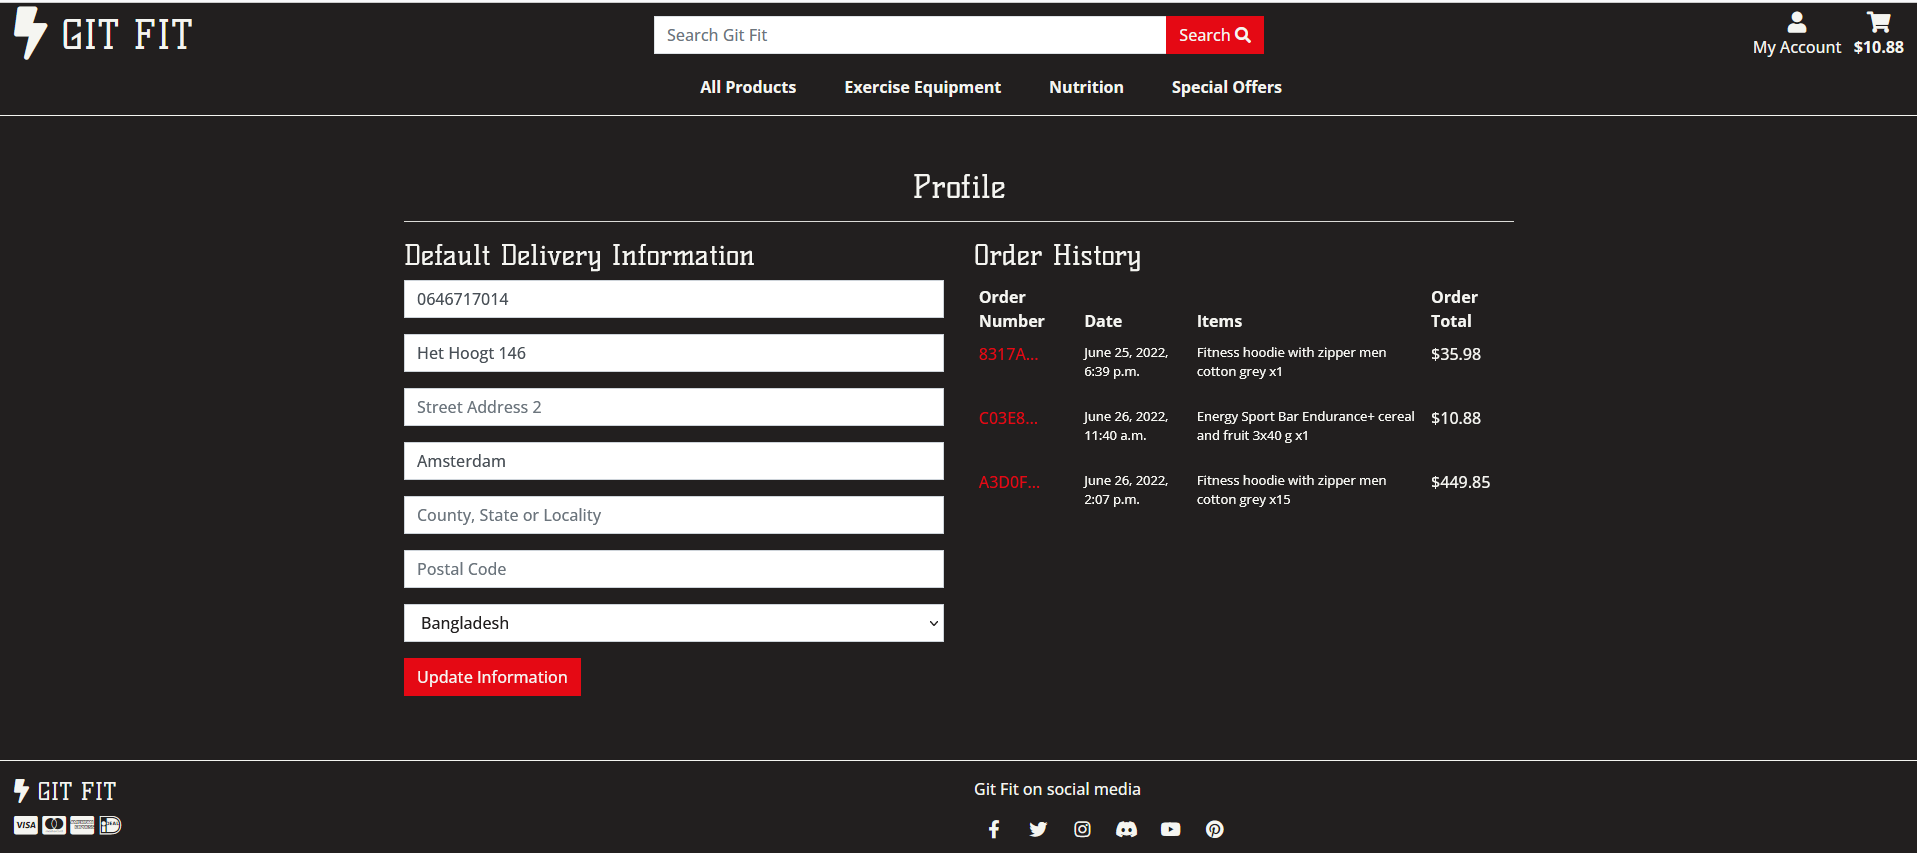 GIT FIT
Search Git Fit
Search
My Account
$10.88
All Products Exercise Equipment Nutrition Special Offers
Profile
Default Delivery Information
0646717014
Het Hoogt 146
Street Address 2
Amsterdam
County, State or Locality
Postal Code
Bangladesh
Update Information
Order History
Order
Number Date Items Order
Total
8317A... June 25, 2022, Fitness hoodie with zipper men $35.98
6:39 p.m. cotton grey x1
C03E8... June 26, 2022, Energy Sport Bar Endurance+ cereal $10.88
11:40 a.m. and fruit 3x40 g x1
A3D0F... June 26, 2022, Fitness hoodie with zipper men $449.85
2:07 p.m. cotton grey x15
GIT FIT
VISA
Git Fit on social media